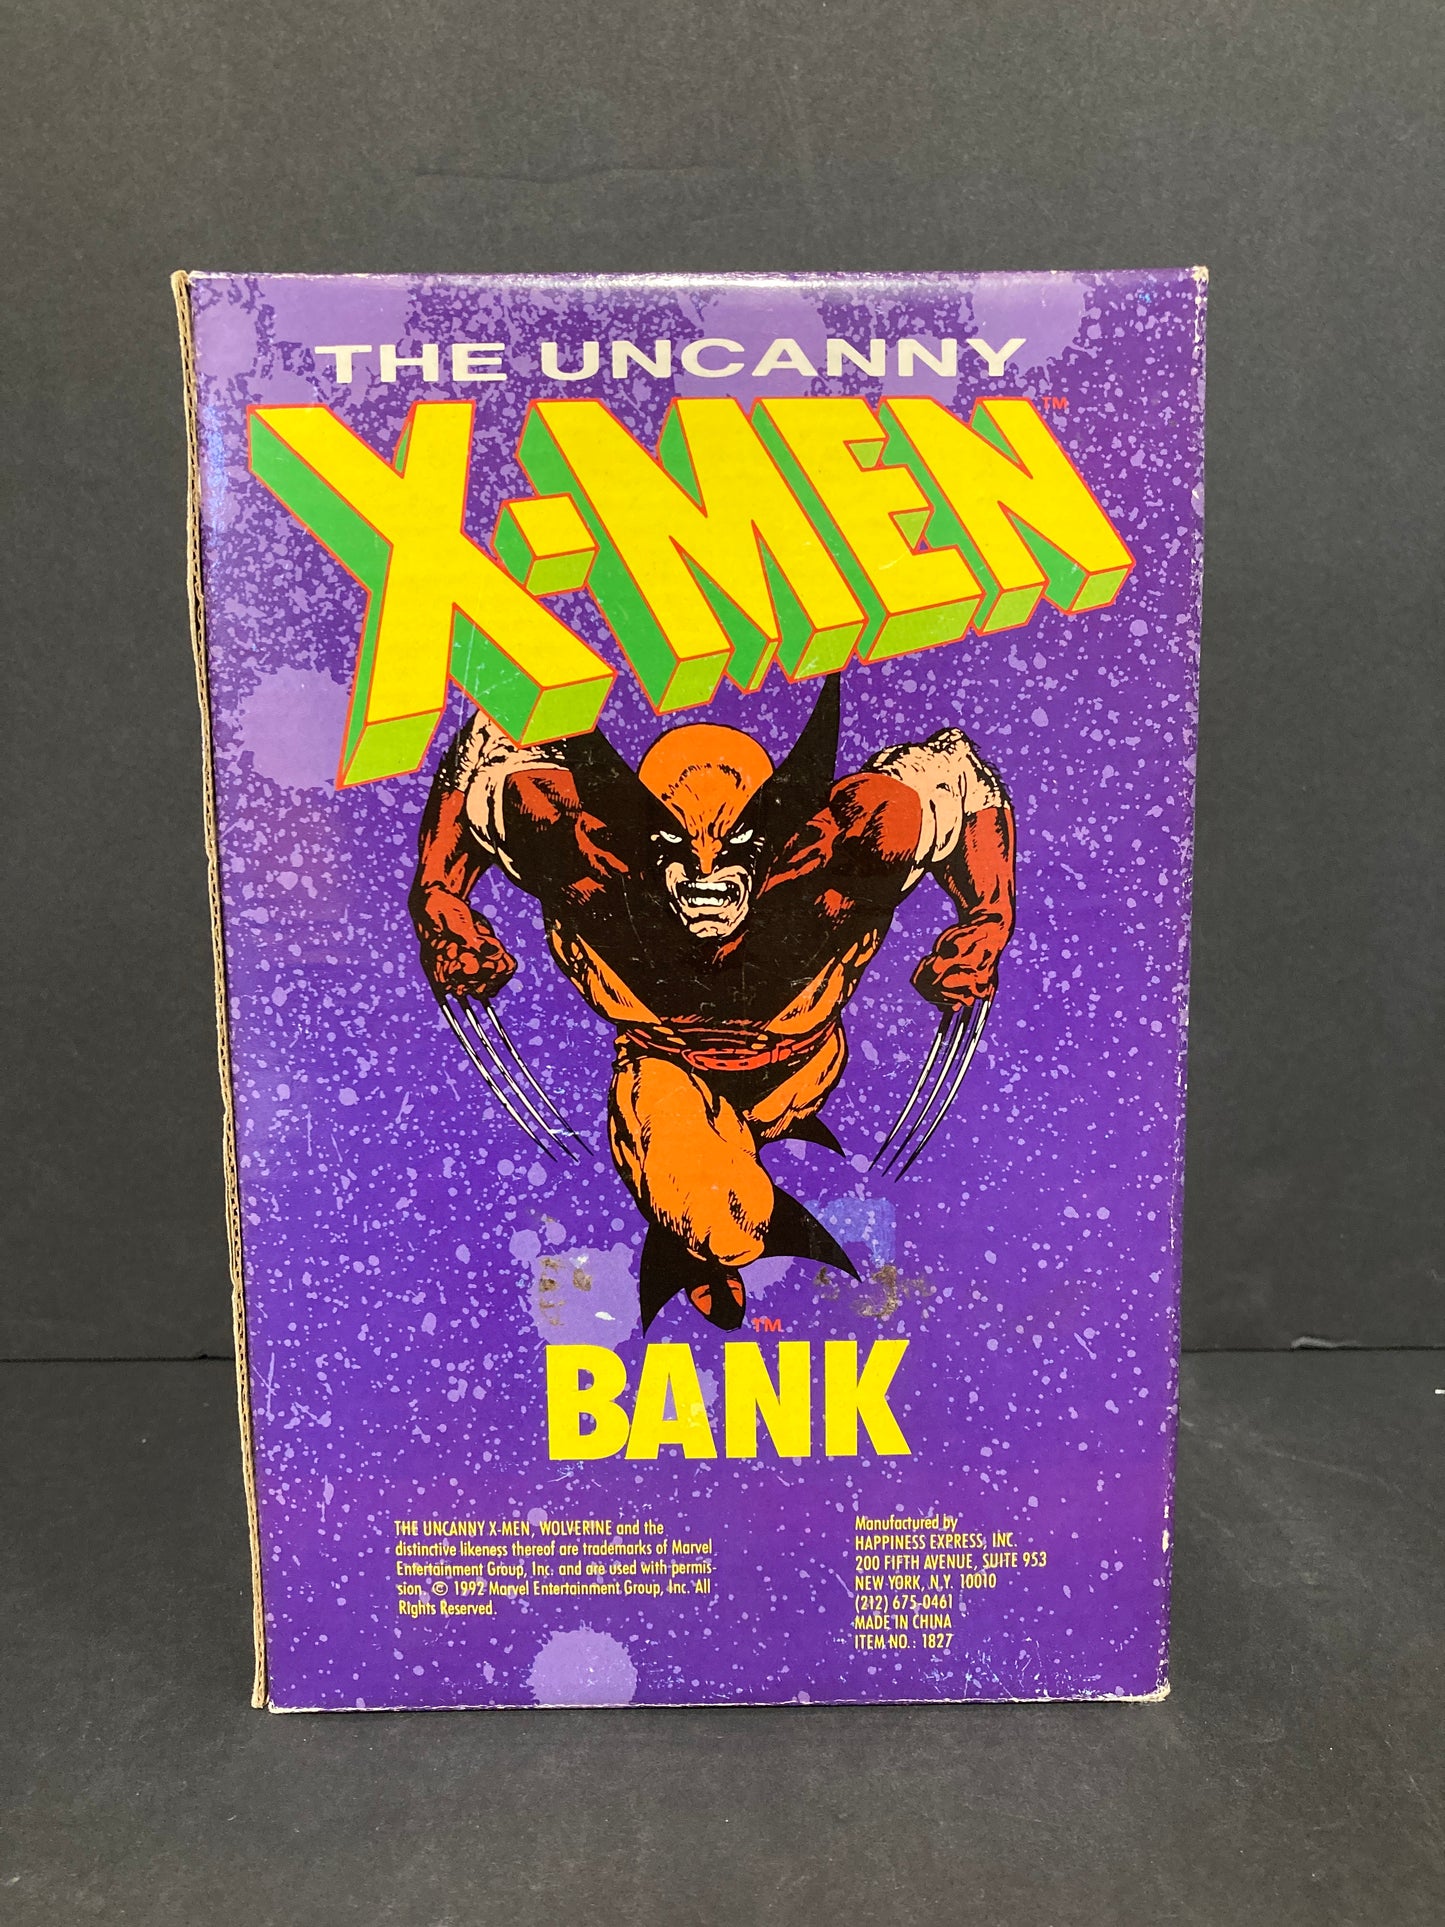 THE UNCANNY
X-MEN™
™
BANK
THE UNCANNY X-MEN, WOLVERINE and the
distinctive likeness thereof are trademarks of Marvel
Entertainment Group, Inc. and are used with permis-
sion. © 1992 Marvel Entertainment Group, Inc. All
Rights Reserved.
Manufactured by
HAPPINESS EXPRESS, INC.
200 FIFTH AVENUE, SUITE 953
NEW YORK, N.Y. 10010
(212) 675-0461
MADE IN CHINA
ITEM NO.: 1827